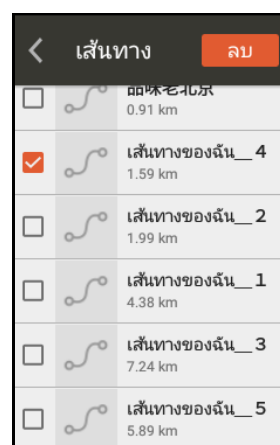 เส้นทาง
ลบ
品味老北京
0.91 km
เส้นทางของฉัน__4
1.59 km
เส้นทางของฉัน__2
1.99 km
เส้นทางของฉัน__1
4.38 km
เส้นทางของฉัน__3
7.24 km
เส้นทางของฉัน__5
5.89 km